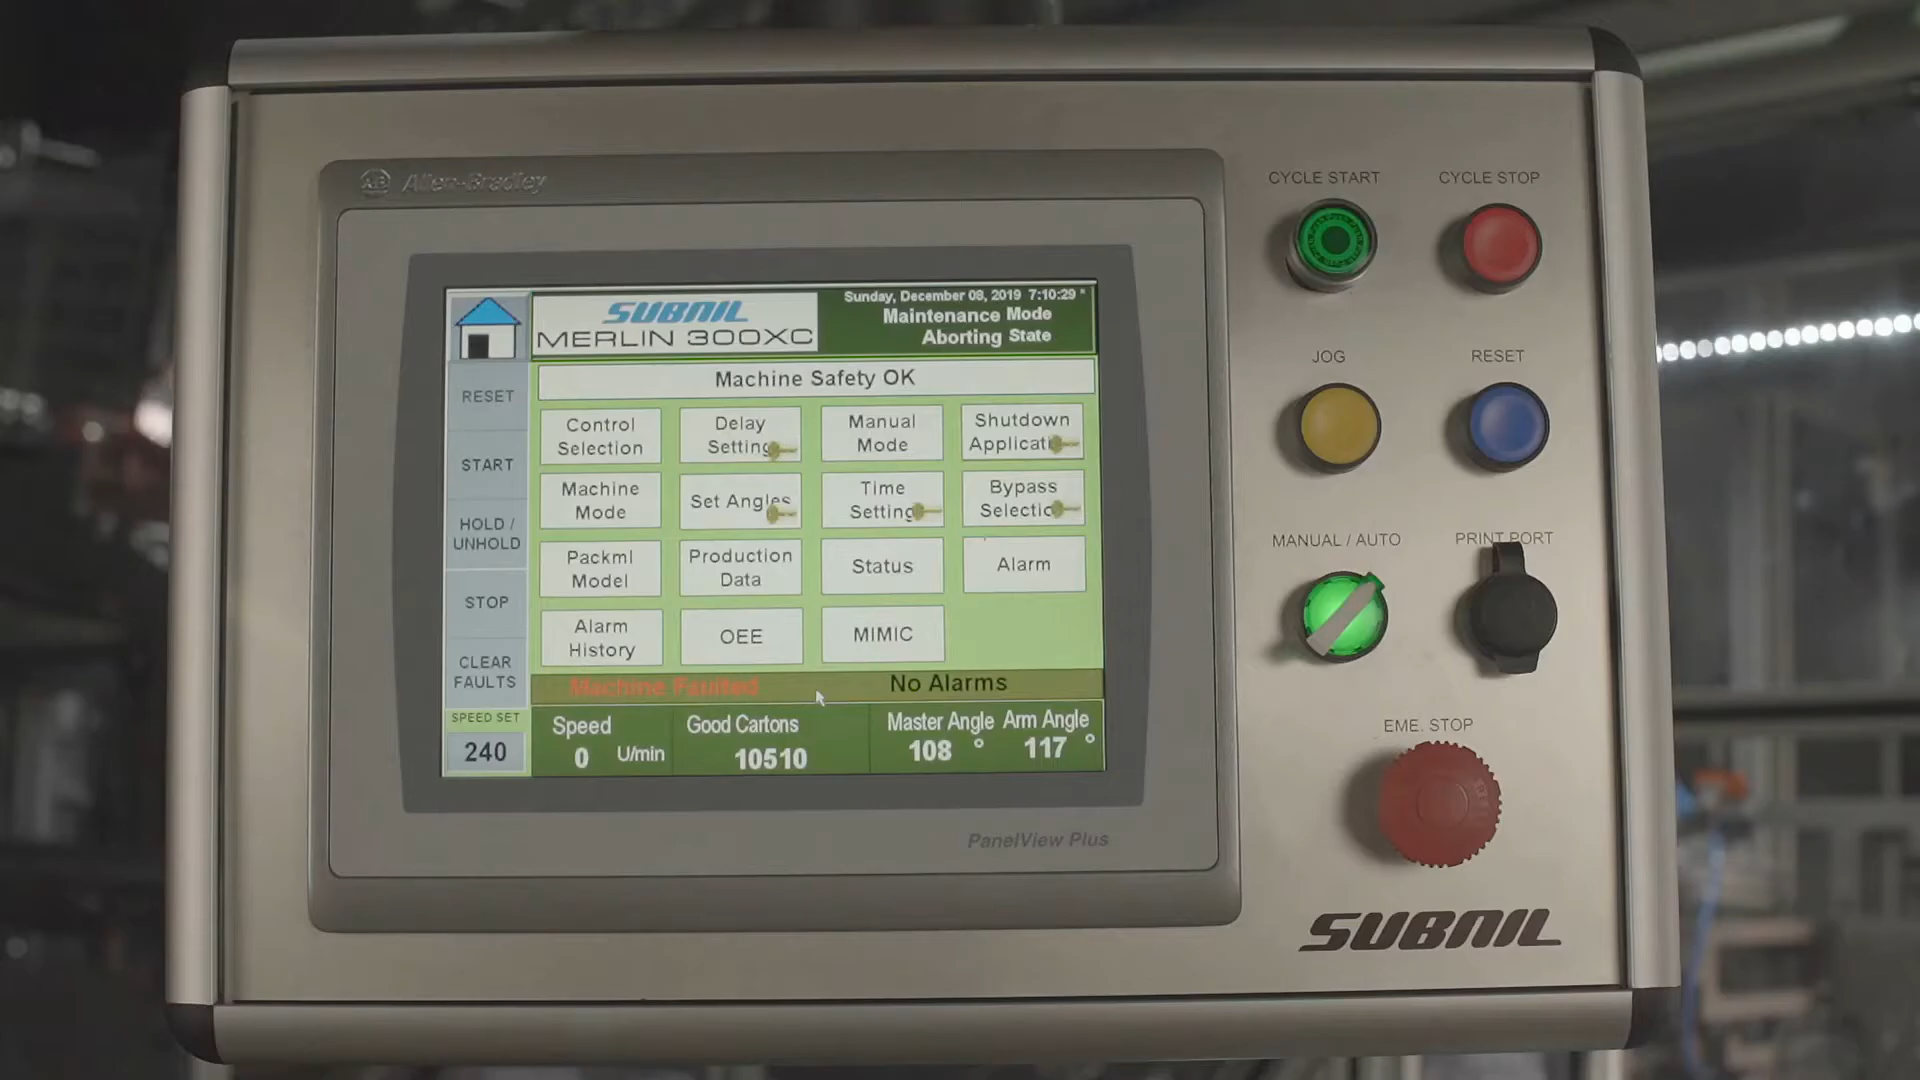 Allen-Bradley
SUBNIL
MERLIN 300XC
Sunday, December 08, 2019 7:10:29 *
Maintenance Mode
Aborting State
Machine Safety OK
RESET
START
HOLD /
UNHOLD
STOP
CLEAR
FAULTS
SPEED SET
240
Control
Selection
Delay
Setting
Manual
Mode
Shutdown
Applicati
Machine
Mode
Set Angles
Time
Setting
Bypass
Selectio
Packml
Model
Production
Data
Status
Alarm
Alarm
History
OEE
MIMIC
Machine Faulted
No Alarms
Speed
0 U/min
Good Cartons
10510
Master Angle
108 °
Arm Angle
117 °
PanelView Plus
CYCLE START
CYCLE STOP
JOG
RESET
MANUAL / AUTO
PRINT PORT
EME. STOP
SUBNIL